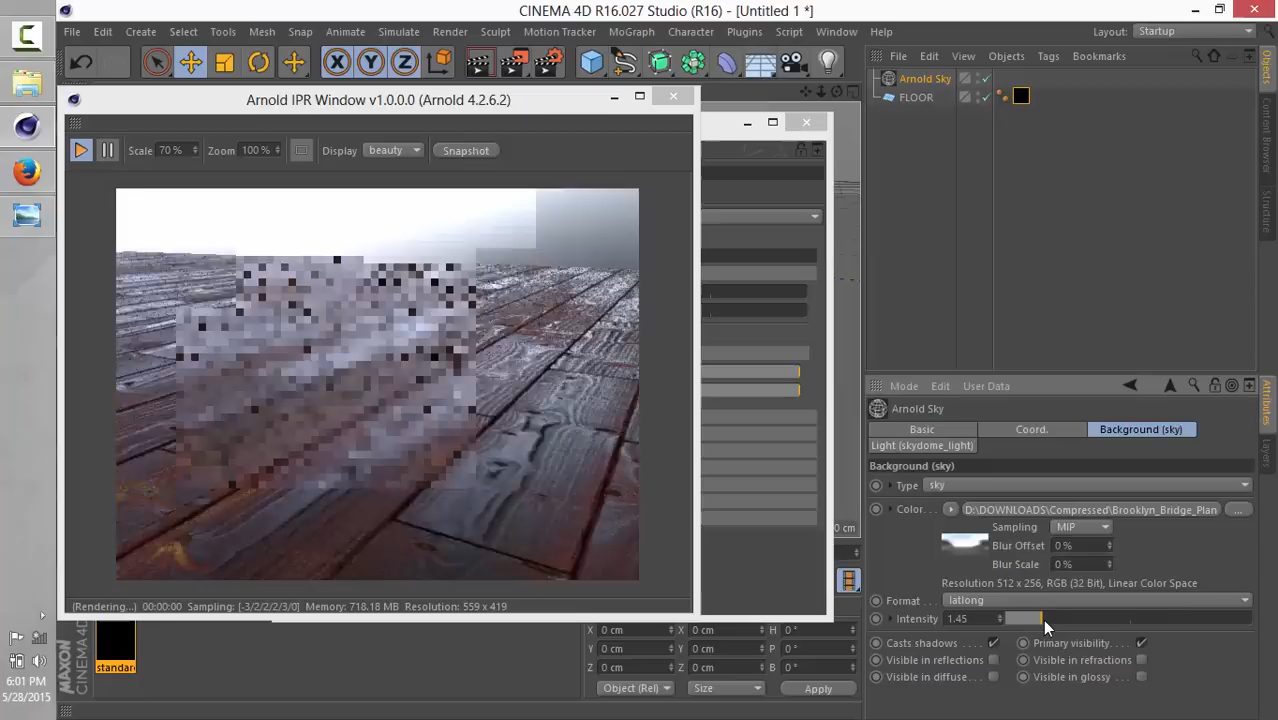 CINEMA 4D R16.027 Studio (R16) - [Untitled 1 *]
File Edit Create Select Tools Mesh Snap Animate Simulate Render Sculpt Motion Tracker MoGraph Character Plugins Script Window Help
Layout: Startup
X Y Z
File Edit View Objects Tags Bookmarks
Objects
Content Browser
Structure
Arnold Sky
FLOOR
Arnold IPR Window v1.0.0.0 (Arnold 4.2.6.2)
Scale 70 % Zoom 100 % Display beauty Snapshot
Mode Edit User Data
Attributes
Layers
Arnold Sky
Basic Coord. Background (sky)
Light (skydome_light)
Background (sky)
Type sky
Color. . . D:\DOWNLOADS\Compressed\Brooklyn_Bridge_Plan ...
Sampling MIP
Blur Offset 0 %
Blur Scale 0 %
Resolution 512 x 256, RGB (32 Bit), Linear Color Space
Format . . latlong
Intensity 1.45
Casts shadows . . . . Primary visibility. . . .
Visible in reflections Visible in refractions
Visible in diffuse. . . Visible in glossy . . .
0 cm
(Rendering...) 00:00:00 Sampling: [-3/2/2/2/3/0] Memory: 718.18 MB Resolution: 559 x 419
X 0 cm X 0 cm H 0 °
Y 0 cm Y 0 cm P 0 °
Z 0 cm Z 0 cm B 0 °
Object (Rel) Size Apply
standard
MAXON
CINEMA 4D
6:01 PM
5/28/2015